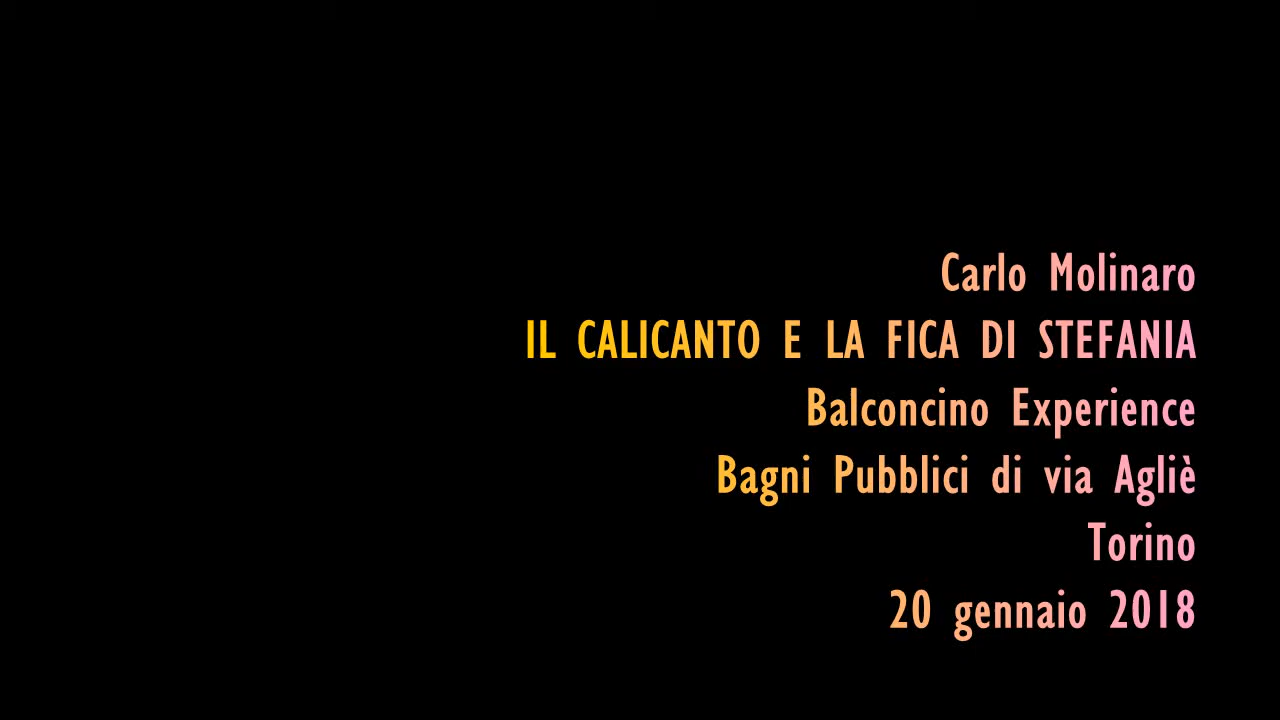 Carlo Molinaro
IL CALICANTO E LA FICA DI STEFANIA
Balconcino Experience
Bagni Pubblici di via Agliè
Torino
20 gennaio 2018